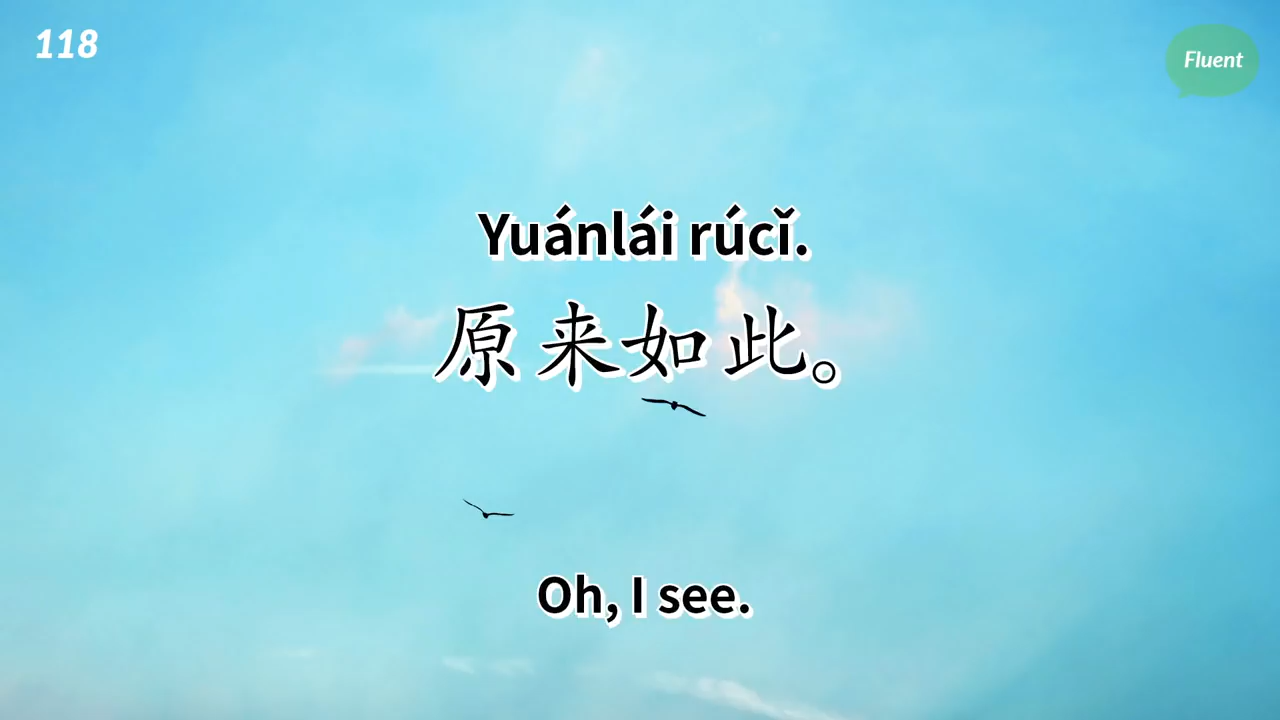 118
Fluent
Yuánlái rúcǐ.
原来如此。
Oh, I see.